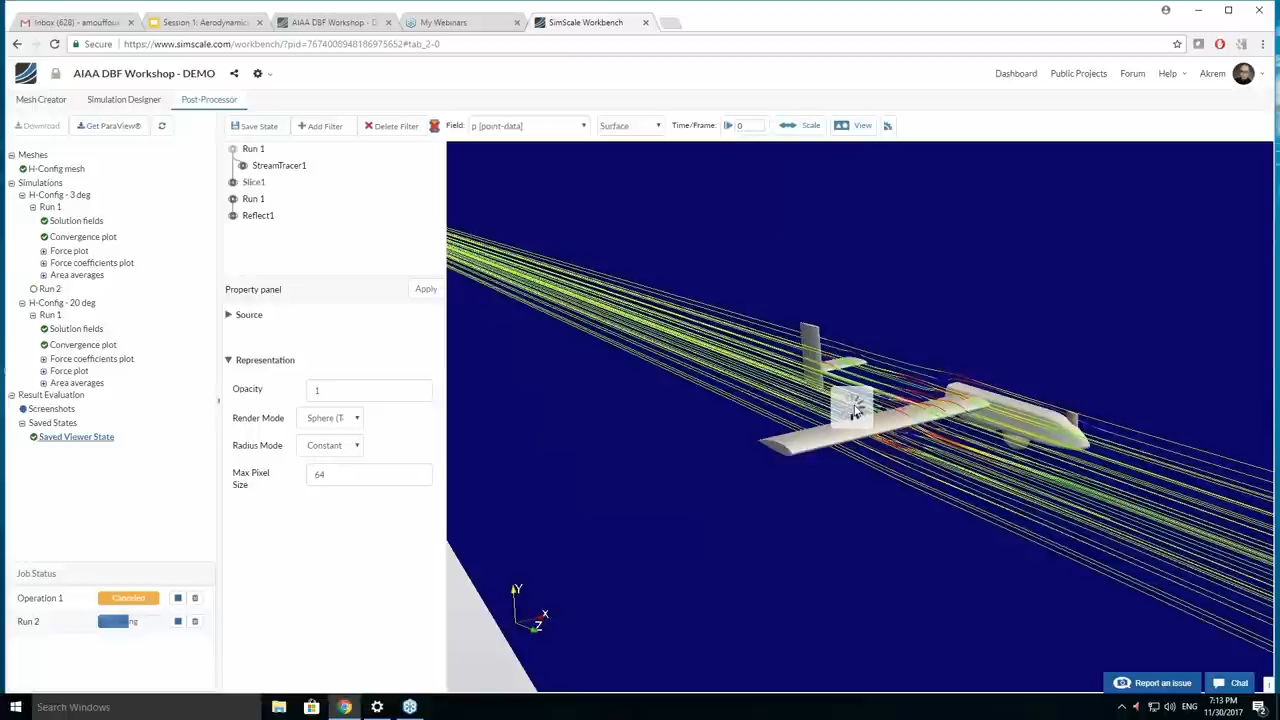 Inbox (628) - amouffou
Session 1: Aerodynamics
AIAA DBF Workshop - D
My Webinars
SimScale Workbench
Secure
https://www.simscale.com/workbench/?pid=7674008948186975652#tab_2-0
AIAA DBF Workshop - DEMO
Dashboard
Public Projects
Forum
Help
Akrem
Mesh Creator
Simulation Designer
Post-Processor
Download
Get ParaView®
Save State
Add Filter
Delete Filter
Field:
p [point-data]
Surface
Time/Frame:
0
Scale
View
Meshes
H-Config mesh
Simulations
H-Config - 3 deg
Run 1
Solution fields
Convergence plot
Force plot
Force coefficients plot
Area averages
Run 2
H-Config - 20 deg
Run 1
Solution fields
Convergence plot
Force coefficients plot
Force plot
Area averages
Result Evaluation
Screenshots
Saved States
Saved Viewer State
Run 1
StreamTracer1
Slice1
Run 1
Reflect1
Property panel
Apply
Source
Representation
Opacity
1
Render Mode
Sphere (T
Radius Mode
Constant
Max Pixel
Size
64
Job Status
Operation 1
Canceled
Run 2
Y
X
Z
Report an issue
Chat
Search Windows
ENG
7:13 PM
11/30/2017